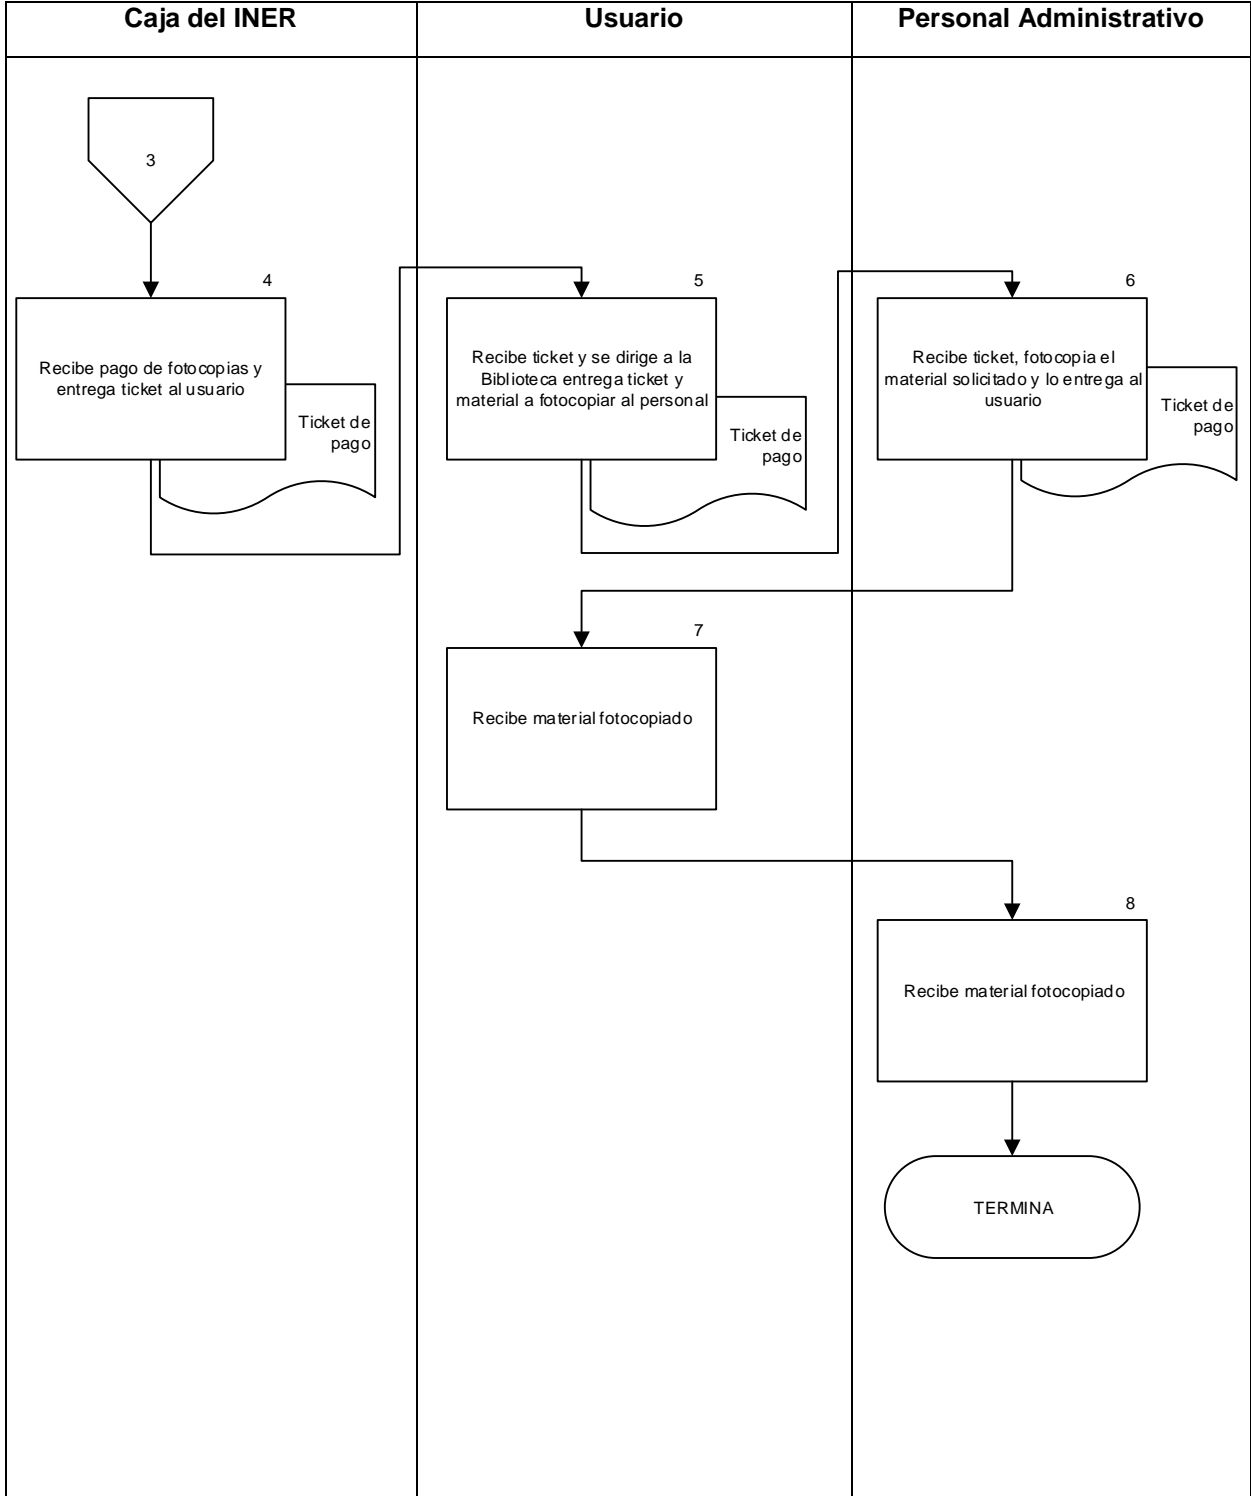 Caja del INER
Usuario
Personal Administrativo
3
4
Recibe pago de fotocopias y
entrega ticket al usuario
Ticket de
pago
5
Recibe ticket y se dirige a la
Biblioteca entrega ticket y
material a fotocopiar al personal
Ticket de
pago
6
Recibe ticket, fotocopia el
material solicitado y lo entrega al
usuario
Ticket de
pago
7
Recibe material fotocopiado
8
Recibe material fotocopiado
TERMINA